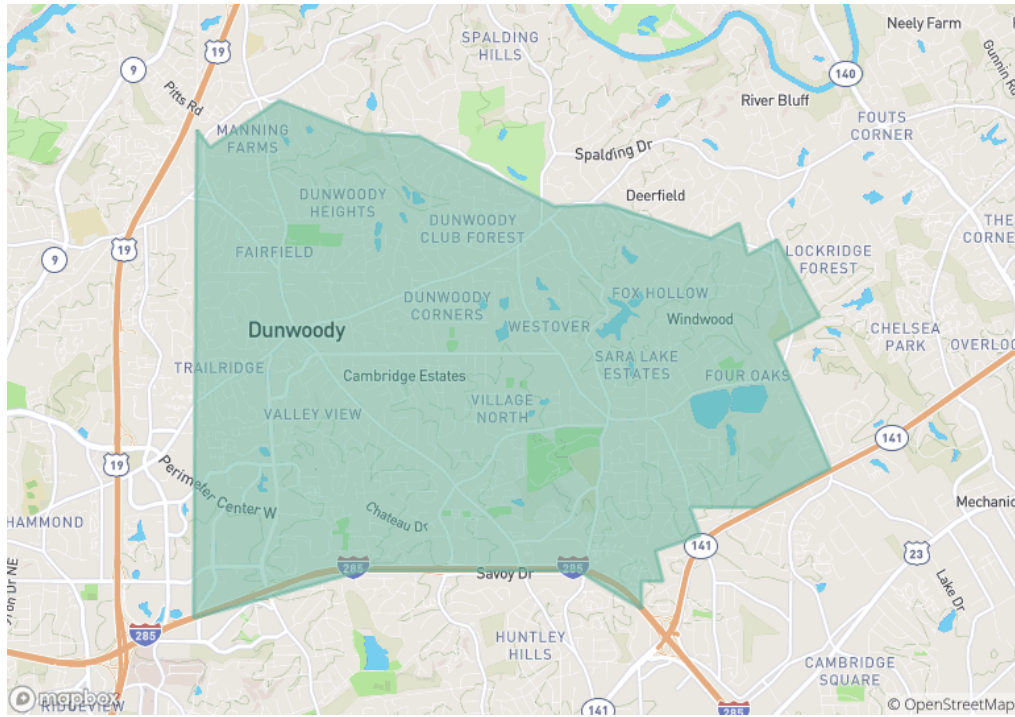 Neely Farm
SPALDING
HILLS
19
9
140
Pitts Rd
River Bluff
FOUTS
CORNER
MANNING
FARMS
Spalding Dr
Deerfield
DUNWOODY
HEIGHTS
DUNWOODY
CLUB FOREST
THE
CORNE
19
9
FAIRFIELD
LOCKRIDGE
FOREST
DUNWOODY
CORNERS
FOX HOLLOW
Windwood
WESTOVER
Dunwoody
CHELSEA
PARK
OVERLOO
TRAILRIDGE
Cambridge Estates
SARA LAKE
ESTATES
FOUR OAKS
VILLAGE
NORTH
VALLEY VIEW
141
19
Perimeter Center W
HAMMOND
Chateau Dr
Mechanic
141
23
285
285
Savoy Dr
Lake Dr
285
HUNTLEY
HILLS
CAMBRIDGE
SQUARE
mapbox
RIDGEVIEW
141
285
© OpenStreetMap